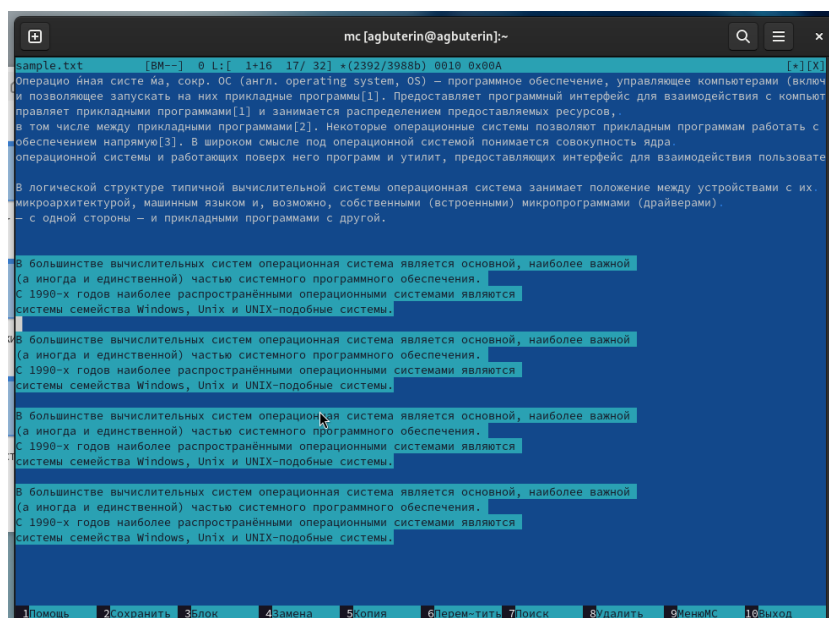 mc [agbuterin@agbuterin]:~
sample.txt [BM--] 0 L:[ 1+16 17/ 32] *(2392/3988b) 0010 0x00A [*][X]
Операцио нная систе ма, сокр. ОС (англ. operating system, OS) — программное обеспечение, управляющее компьютерами (включ
и позволяющее запускать на них прикладные программы[1]. Предоставляет программный интерфейс для взаимодействия с компьют
правляет прикладными программами[1] и занимается распределением предоставляемых ресурсов,.
в том числе между прикладными программами[2]. Некоторые операционные системы позволяют прикладным программам работать с
обеспечением напрямую[3]. В широком смысле под операционной системой понимается совокупность ядра.
операционной системы и работающих поверх него программ и утилит, предоставляющих интерфейс для взаимодействия пользовате
В логической структуре типичной вычислительной системы операционная система занимает положение между устройствами с их.
микроархитектурой, машинным языком и, возможно, собственными (встроенными) микропрограммами (драйверами).
— с одной стороны — и прикладными программами с другой.
В большинстве вычислительных систем операционная система является основной, наиболее важной
(а иногда и единственной) частью системного программного обеспечения.
С 1990-х годов наиболее распространёнными операционными системами являются
системы семейства Windows, Unix и UNIX-подобные системы.
В большинстве вычислительных систем операционная система является основной, наиболее важной
(а иногда и единственной) частью системного программного обеспечения.
С 1990-х годов наиболее распространёнными операционными системами являются
системы семейства Windows, Unix и UNIX-подобные системы.
В большинстве вычислительных систем операционная система является основной, наиболее важной
(а иногда и единственной) частью системного программного обеспечения.
С 1990-х годов наиболее распространёнными операционными системами являются
системы семейства Windows, Unix и UNIX-подобные системы.
В большинстве вычислительных систем операционная система является основной, наиболее важной
(а иногда и единственной) частью системного программного обеспечения.
С 1990-х годов наиболее распространёнными операционными системами являются
системы семейства Windows, Unix и UNIX-подобные системы.
1Помощь 2Сохранить 3Блок 4Замена 5Копия 6Перем~тить 7Поиск 8Удалить 9МенюMC 10Выход